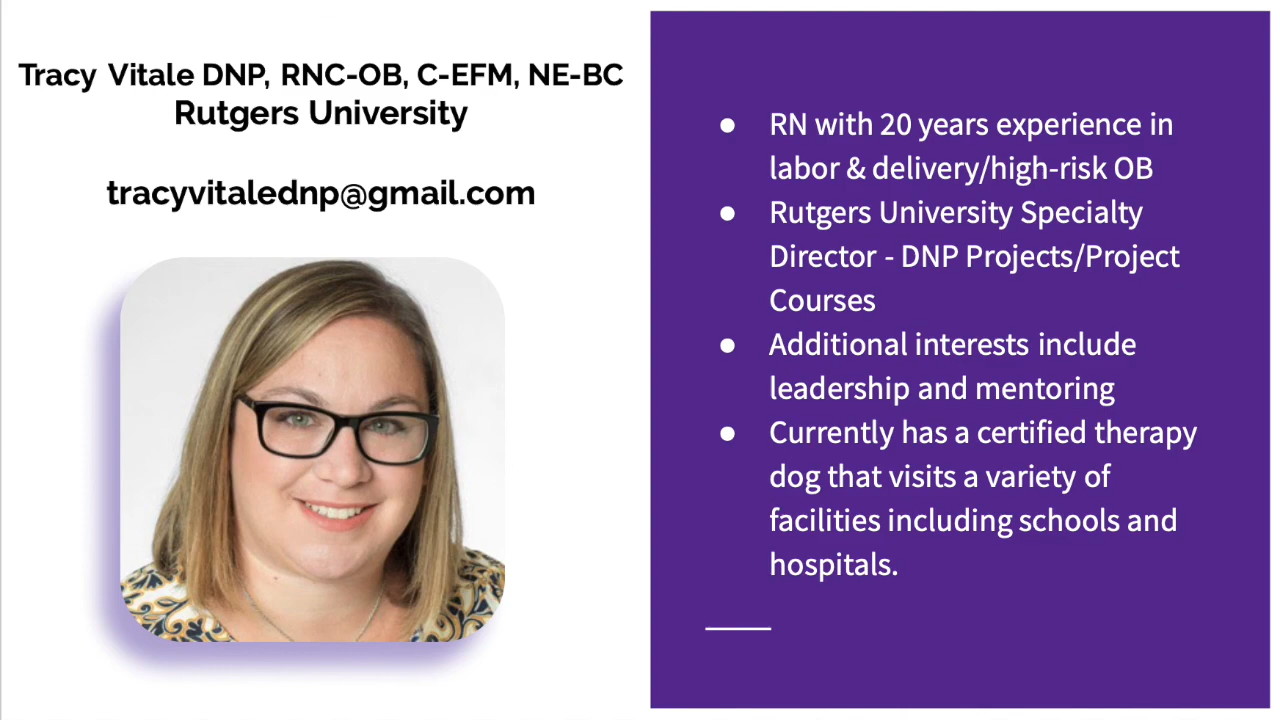 Tracy Vitale DNP, RNC-OB, C-EFM, NE-BC
Rutgers University
tracyvitalednp@gmail.com
● RN with 20 years experience in
labor & delivery/high-risk OB
● Rutgers University Specialty
Director - DNP Projects/Project
Courses
● Additional interests include
leadership and mentoring
● Currently has a certified therapy
dog that visits a variety of
facilities including schools and
hospitals.